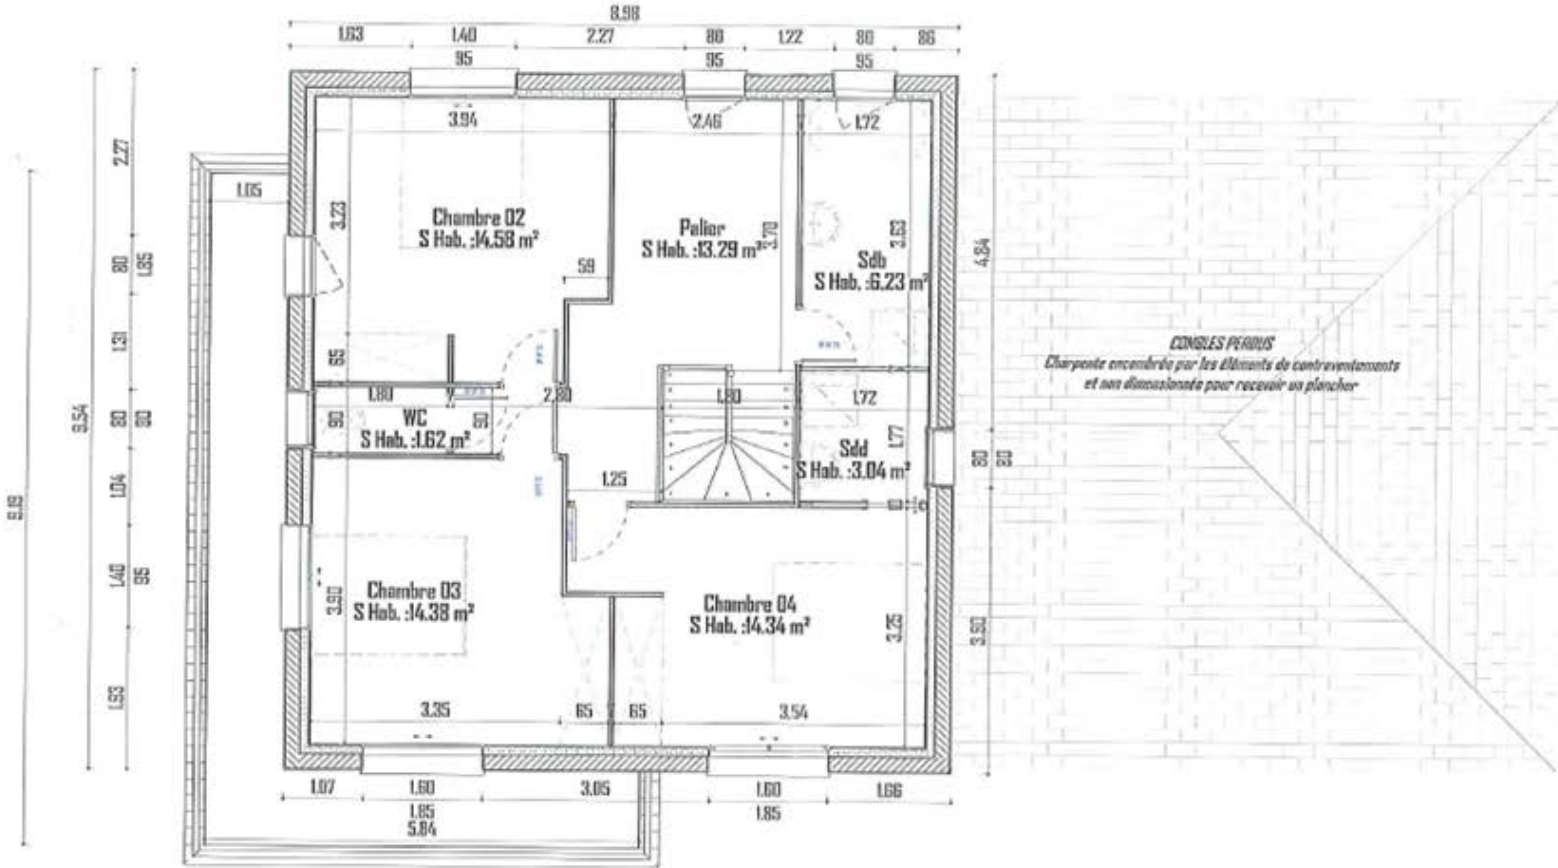 8.98
1.63 1.40 2.27 80 1.22 80 86
95 95 95
3.94 2.46 1.72
2.27
1.05
3.23
Chambre 02
S Hab. :14.58 m²
Palier
S Hab. :13.29 m²
3.70
3.63
Sdb
S Hab. :6.23 m²
4.84
80
1.85
59
1.31
65
COMBLES PERDUS
Charpente encombrée par les éléments de contreventements
et non dimensionnée pour recevoir un plancher
9.54
1.80 2.80 1.80 1.72
80
80
90
WC
S Hab. :1.62 m²
90
1.77
Sdd
S Hab. :3.04 m²
80
80
1.04
1.25
9.19
1.40
95
3.90
Chambre 03
S Hab. :14.38 m²
Chambre 04
S Hab. :14.34 m²
3.25
3.90
1.93
3.35 65 65 3.54
1.07 1.60 3.05 1.60 1.66
1.85 1.85
5.84